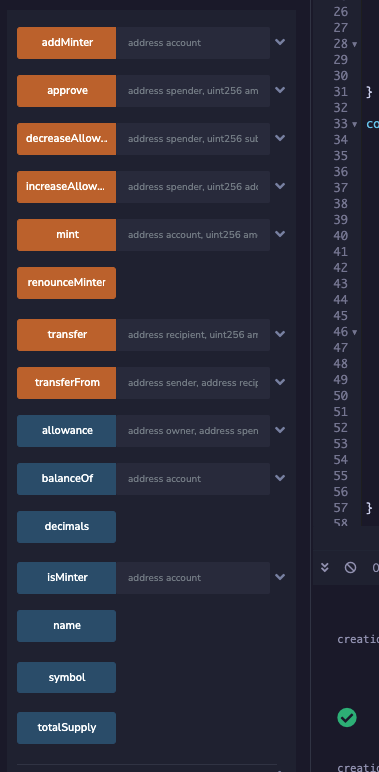 addMinter address account
approve address spender, uint256 am
decreaseAllow... address spender, uint256 sul
increaseAllow... address spender, uint256 add
mint address account, uint256 am
renounceMinter
transfer address recipient, uint256 am
transferFrom address sender, address recip
allowance address owner, address spen
balanceOf address account
decimals
isMinter address account
name
symbol
totalSupply
26
27
28
29
30
31 }
32
33 co
34
35
36
37
38
39
40
41
42
43
44
45
46
47
48
49
50
51
52
53
54
55
56
57 }
58
0
creatio
creatio